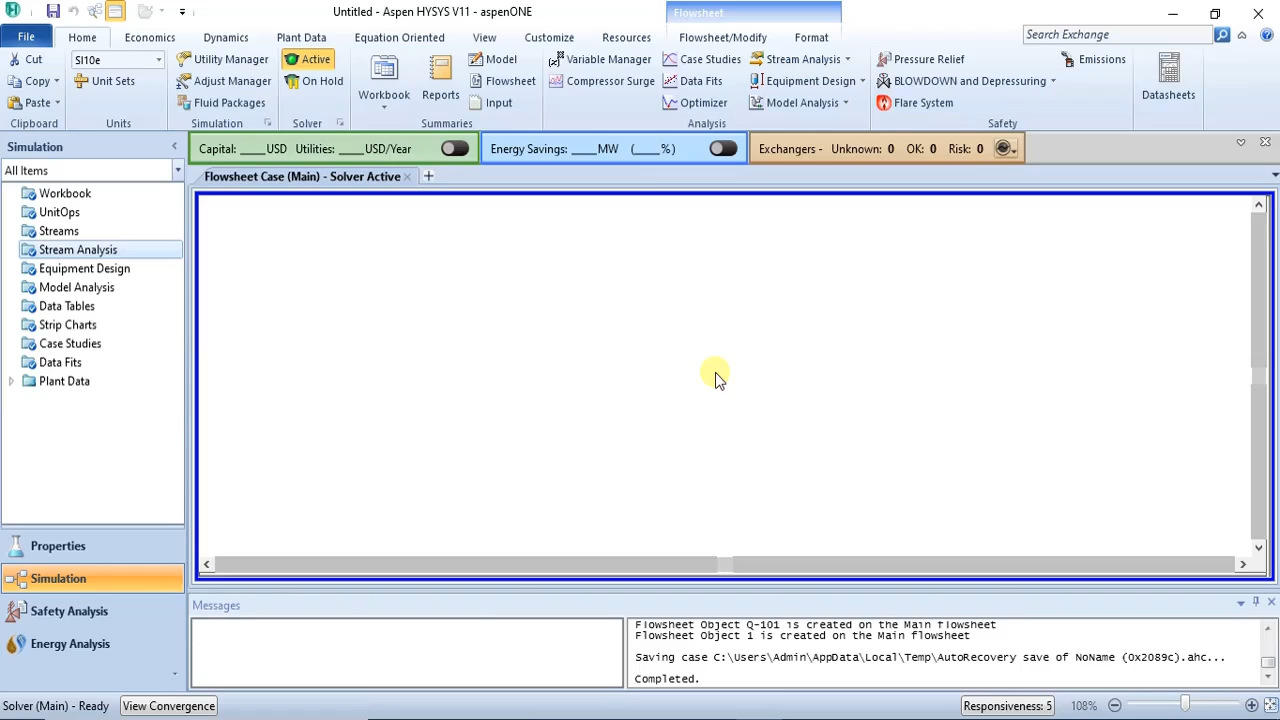 Untitled - Aspen HYSYS V11 - aspenONE
Flowsheet
File
Home
Economics
Dynamics
Plant Data
Equation Oriented
View
Customize
Resources
Flowsheet/Modify
Format
Search Exchange
Cut
Copy
Paste
Clipboard
SI10e
Unit Sets
Units
Utility Manager
Adjust Manager
Fluid Packages
Simulation
Active
On Hold
Solver
Workbook
Reports
Model
Flowsheet
Input
Summaries
Variable Manager
Compressor Surge
Case Studies
Data Fits
Optimizer
Stream Analysis
Equipment Design
Model Analysis
Analysis
Pressure Relief
BLOWDOWN and Depressuring
Flare System
Emissions
Safety
Datasheets
Simulation
Capital: ____USD Utilities: ____USD/Year
Energy Savings: ____MW (____%)
Exchangers - Unknown: 0 OK: 0 Risk: 0
All Items
Flowsheet Case (Main) - Solver Active
Workbook
UnitOps
Streams
Stream Analysis
Equipment Design
Model Analysis
Data Tables
Strip Charts
Case Studies
Data Fits
Plant Data
Properties
Simulation
Safety Analysis
Energy Analysis
Messages
Flowsheet Object Q-101 is created on the Main flowsheet
Flowsheet Object 1 is created on the Main flowsheet
Saving case C:\Users\Admin\AppData\Local\Temp\AutoRecovery save of NoName (0x2089c).ahc...
Completed.
Solver (Main) - Ready
View Convergence
Responsiveness: 5
108%